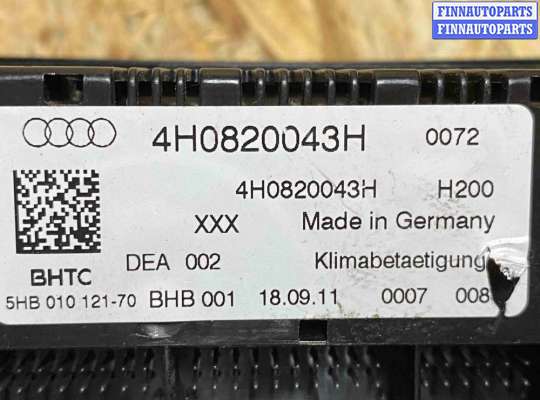 FINNAUTOPARTS
FINNAUTOPARTS
4H0820043H 0072
4H0820043H H200
XXX Made in Germany
BHTC DEA 002 Klimabetaetigung
5HB 010 121-70 BHB 001 18.09.11 0007 008